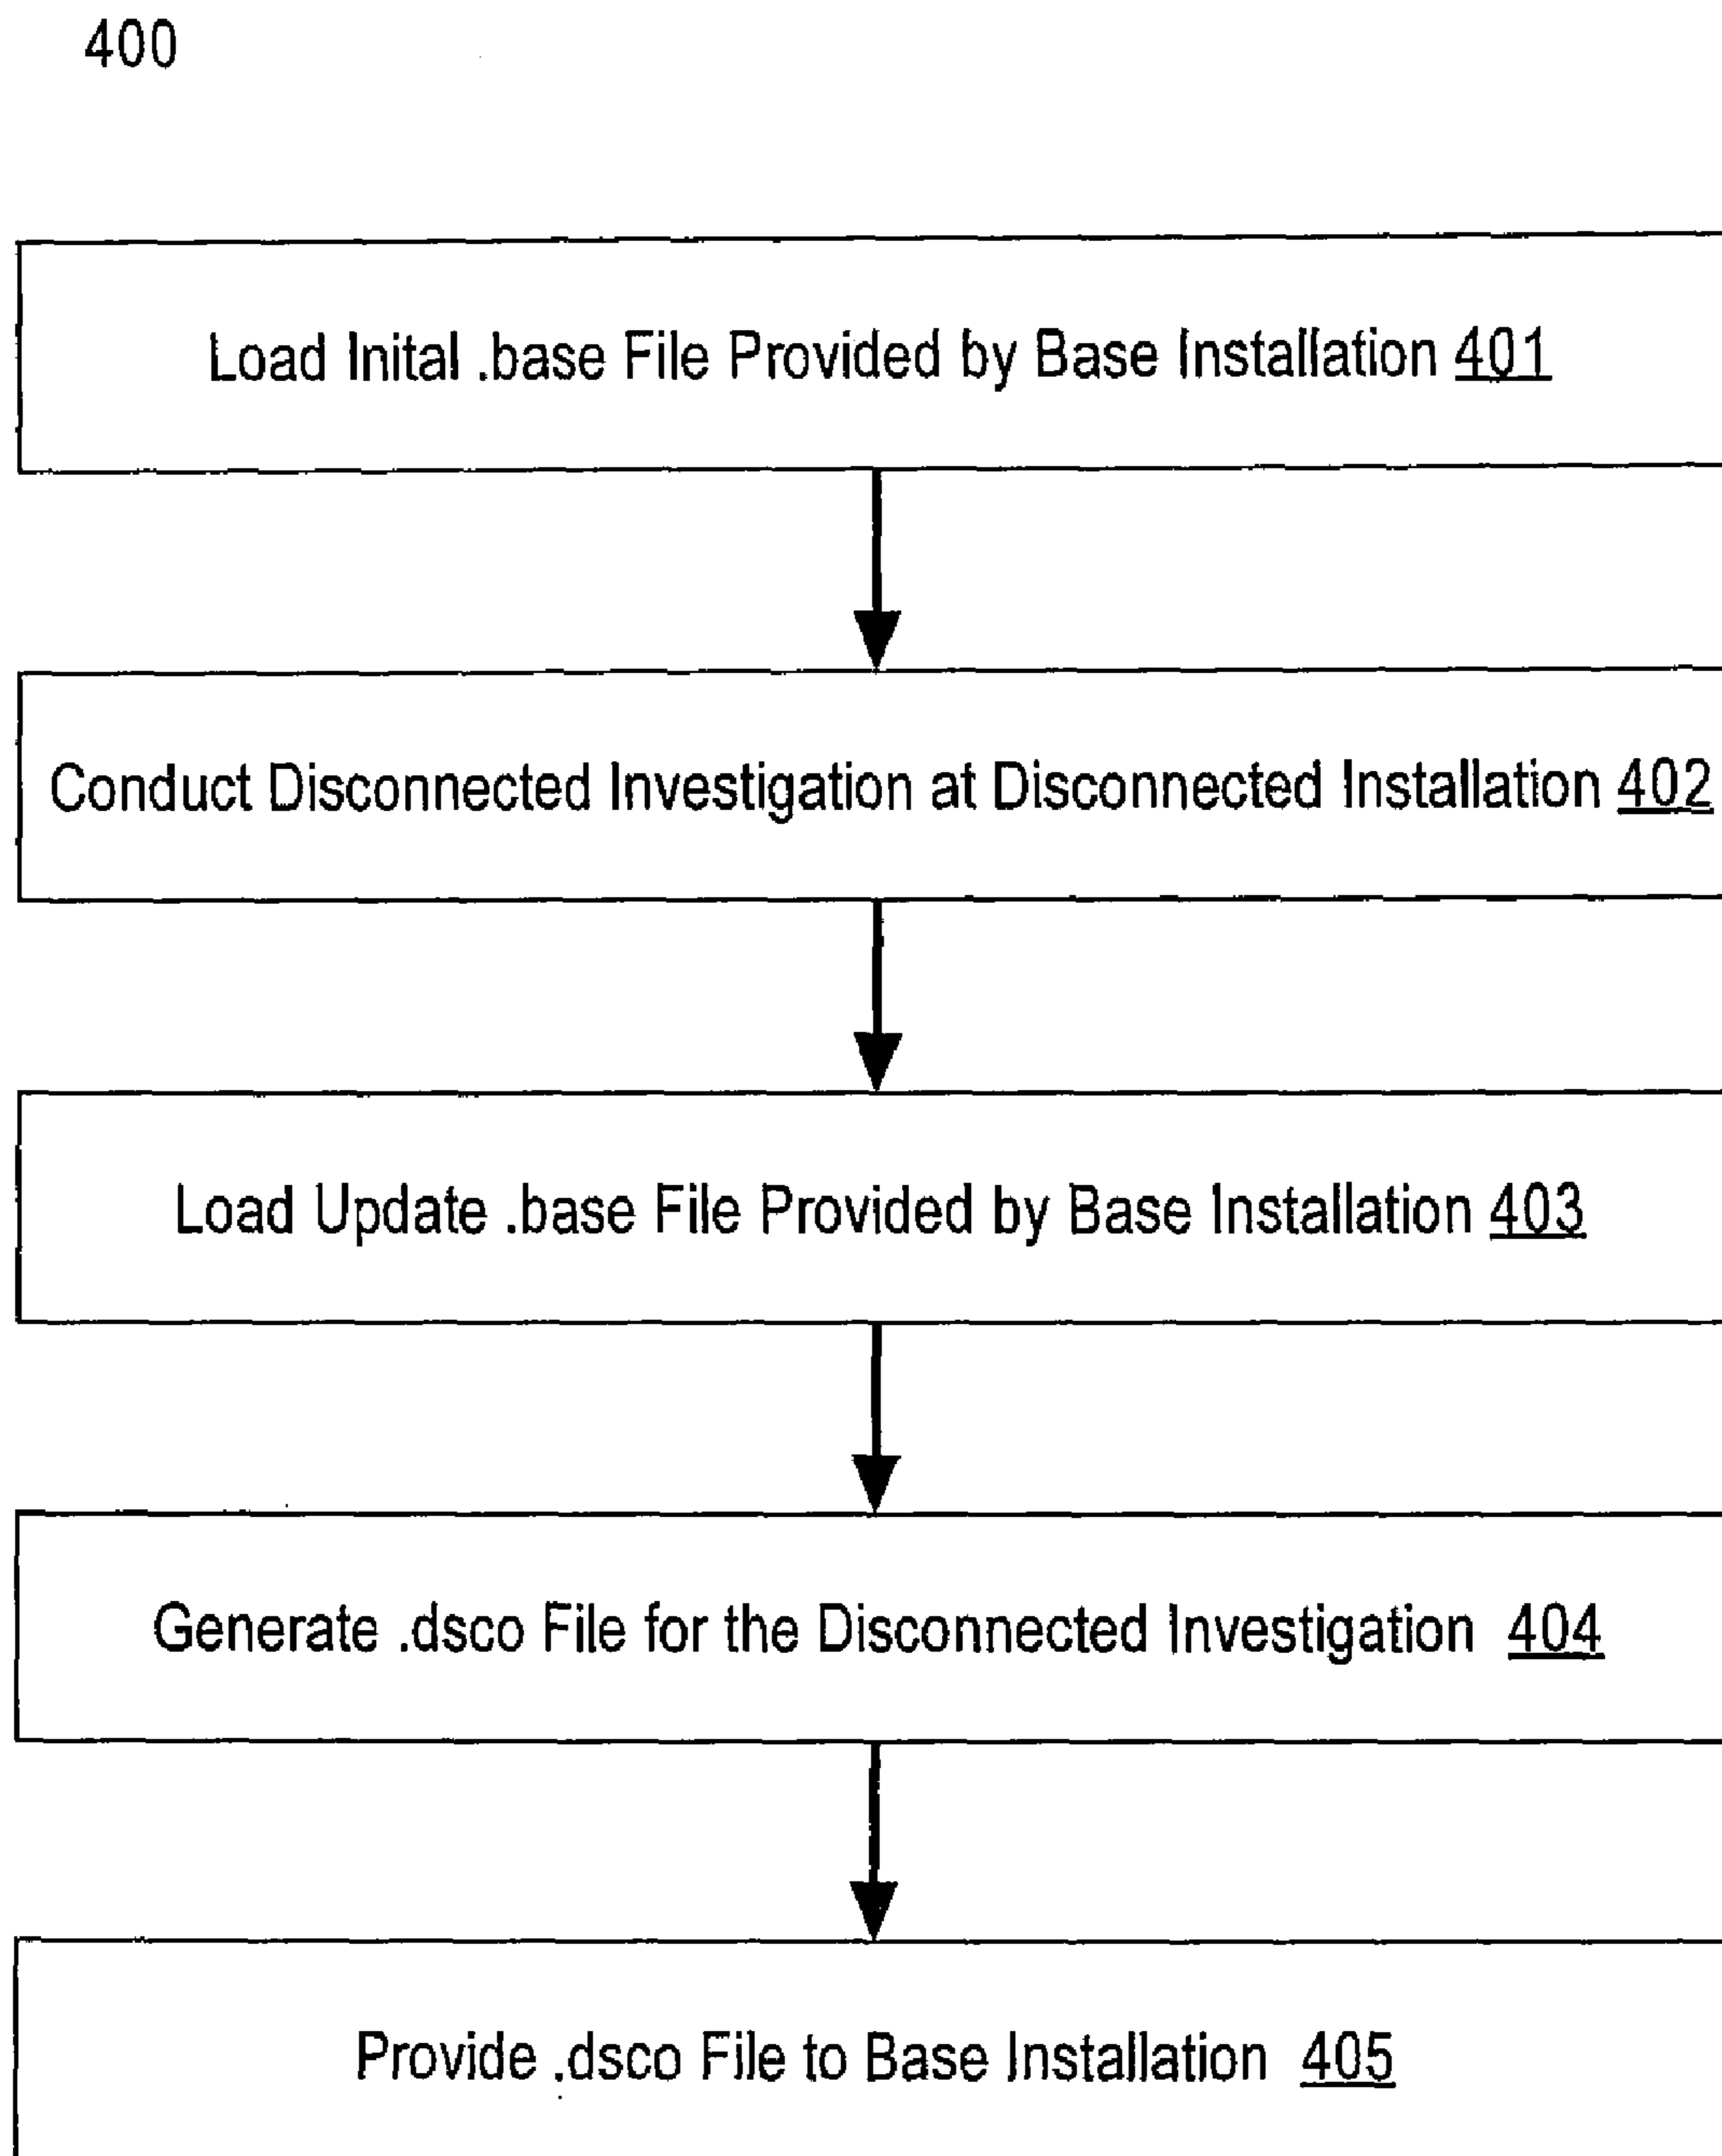 400
Load Inital .base File Provided by Base Installation 401
Conduct Disconnected Investigation at Disconnected Installation 402
Load Update .base File Provided by Base Installation 403
Generate .dsco File for the Disconnected Investigation 404
Provide .dsco File to Base Installation 405